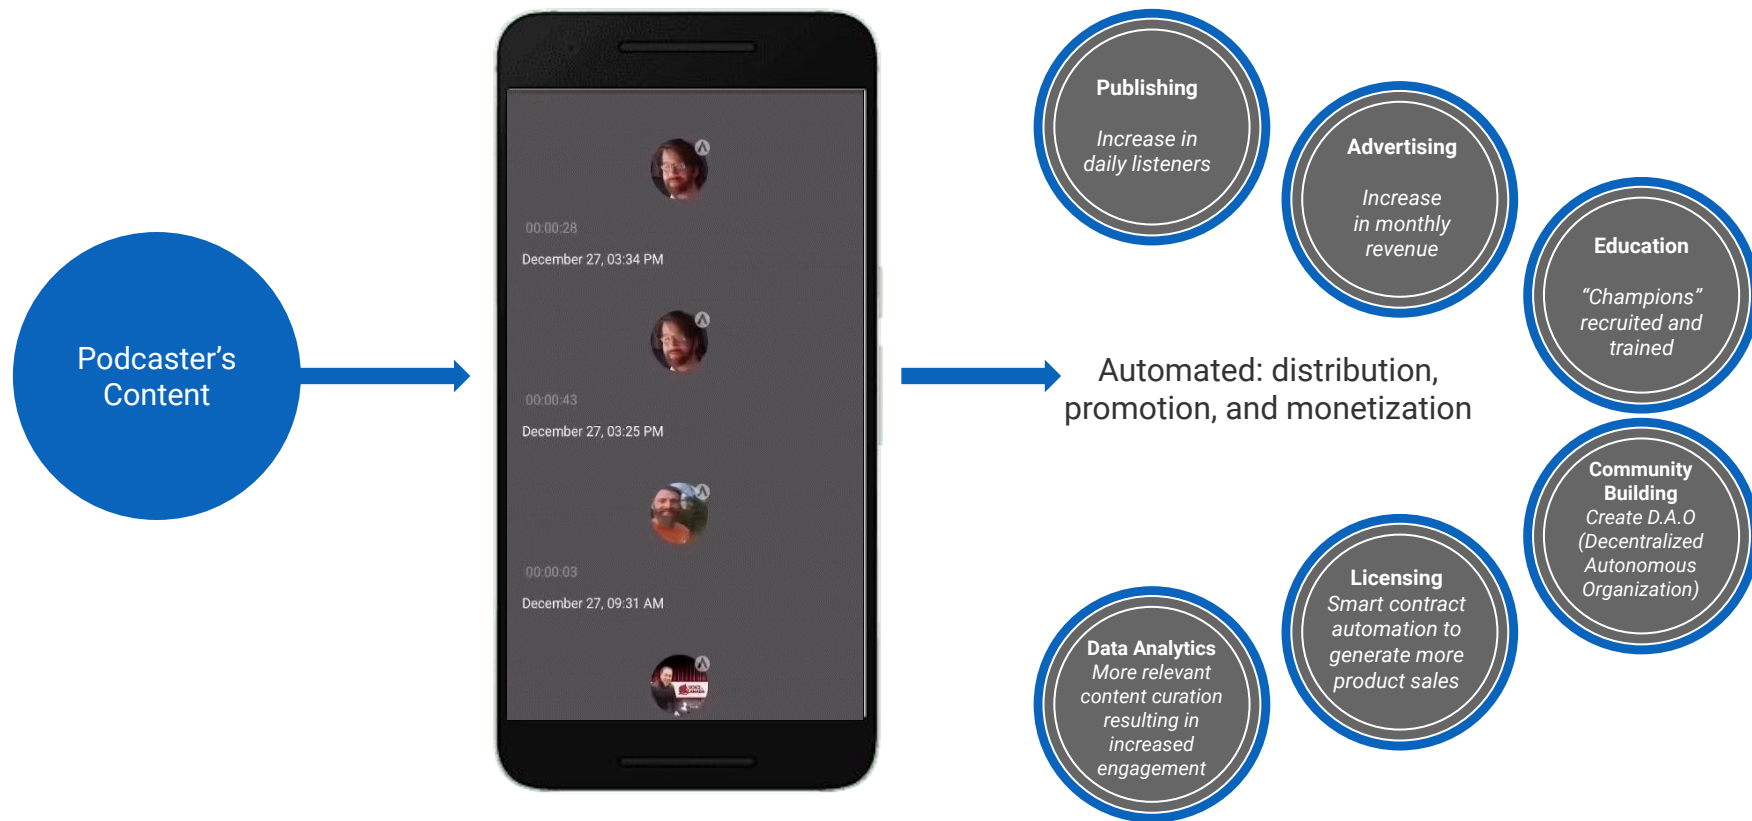 Podcaster's
Content
00:00:28
December 27, 03:34 PM
00:00:43
December 27, 03:25 PM
00:00:03
December 27, 09:31 AM
Automated: distribution,
promotion, and monetization
Publishing
Increase in
daily listeners
Advertising
Increase
in monthly
revenue
Education
“Champions”
recruited and
trained
Community
Building
Create D.A.O
(Decentralized
Autonomous
Organization)
Licensing
Smart contract
automation to
generate more
product sales
Data Analytics
More relevant
content curation
resulting in
increased
engagement